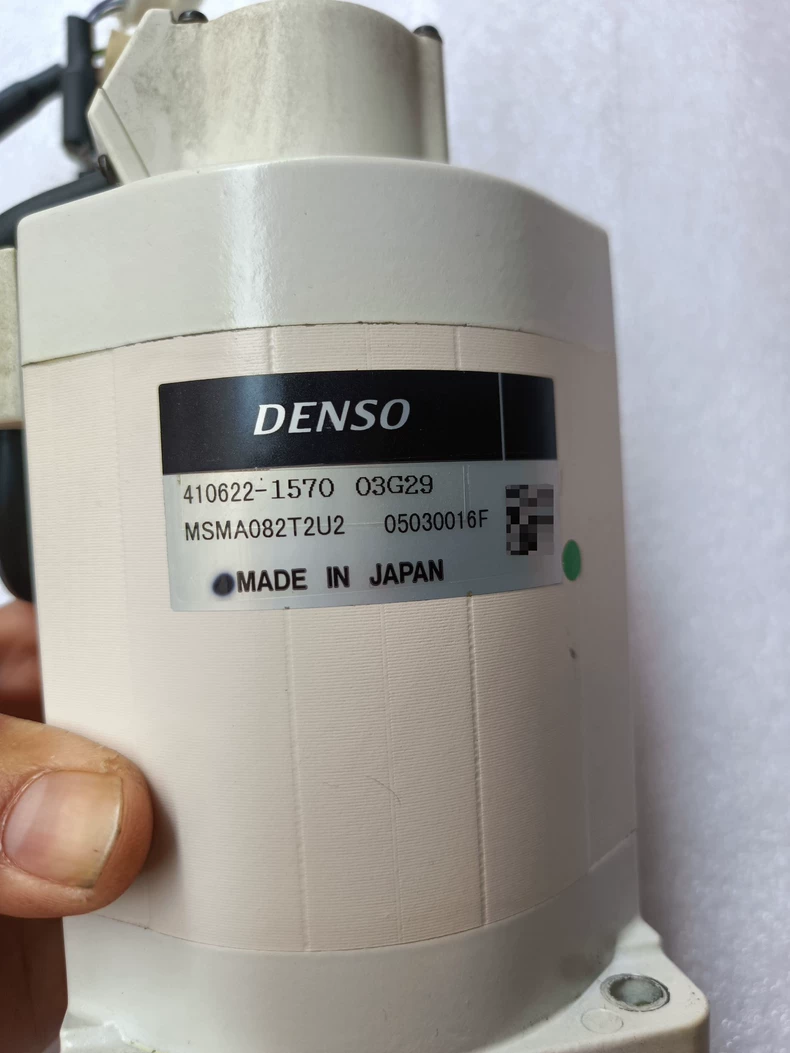 DENSO
410622-1570 03G29
MSMA082T2U2 05030016F
MADE IN JAPAN